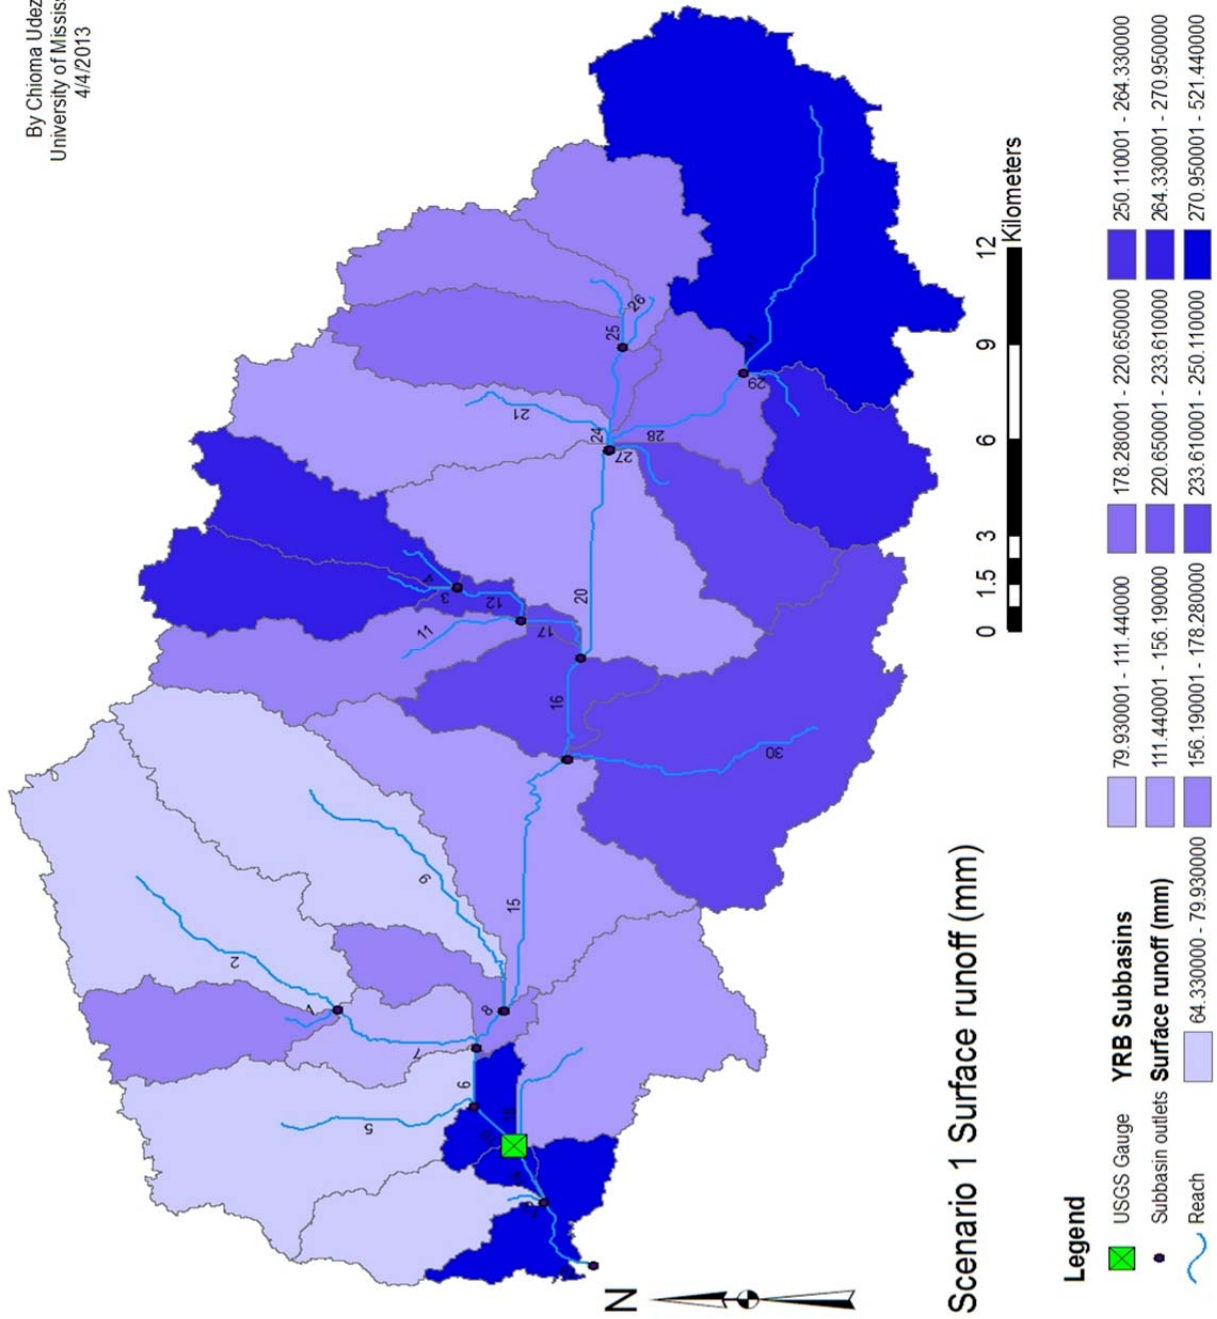 By Chioma Udez
University of Mississ
4/4/2013
2
1
5
7
9
6
8
15
11
3
4
12
17
16
20
21
24
25
26
27
28
29
31
30
18
N
0 1.5 3 6 9 12
Kilometers
Scenario 1 Surface runoff (mm)
Legend
USGS Gauge
Subbasin outlets
Reach
YRB Subbasins
Surface runoff (mm)
64.330000 - 79.930000
79.930001 - 111.440000
111.440001 - 156.190000
156.190001 - 178.280000
178.280001 - 220.650000
220.650001 - 233.610000
233.610001 - 250.110000
250.110001 - 264.330000
264.330001 - 270.950000
270.950001 - 521.440000